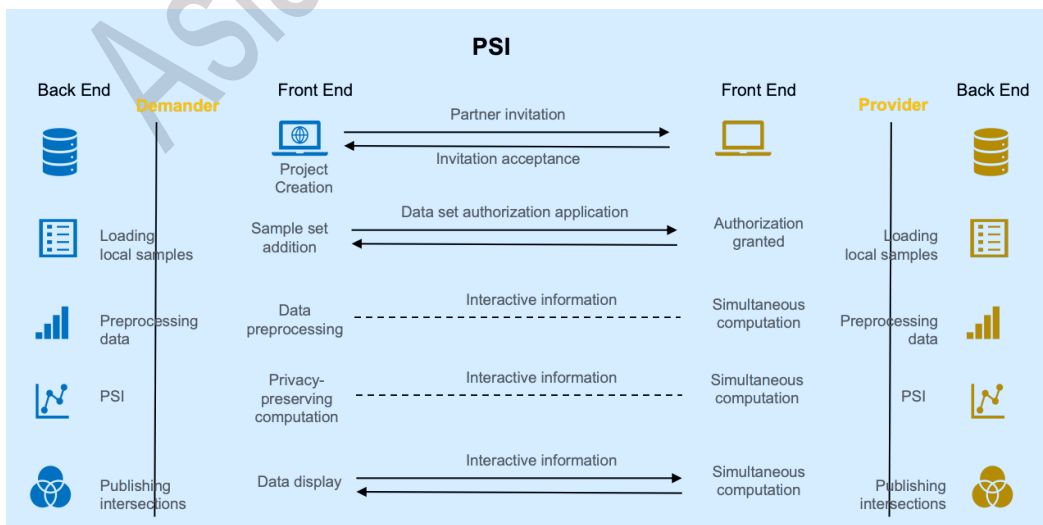 PSI
Back End
Demander
Front End
Front End
Provider
Back End
Partner invitation
Invitation acceptance
Project
Creation
Loading
local samples
Sample set
addition
Data set authorization application
Authorization
granted
Loading
local samples
Preprocessing
data
Data
preprocessing
Interactive information
Simultaneous
computation
Preprocessing
data
PSI
Privacy-
preserving
computation
Interactive information
Simultaneous
computation
PSI
Publishing
intersections
Data display
Interactive information
Simultaneous
computation
Publishing
intersections